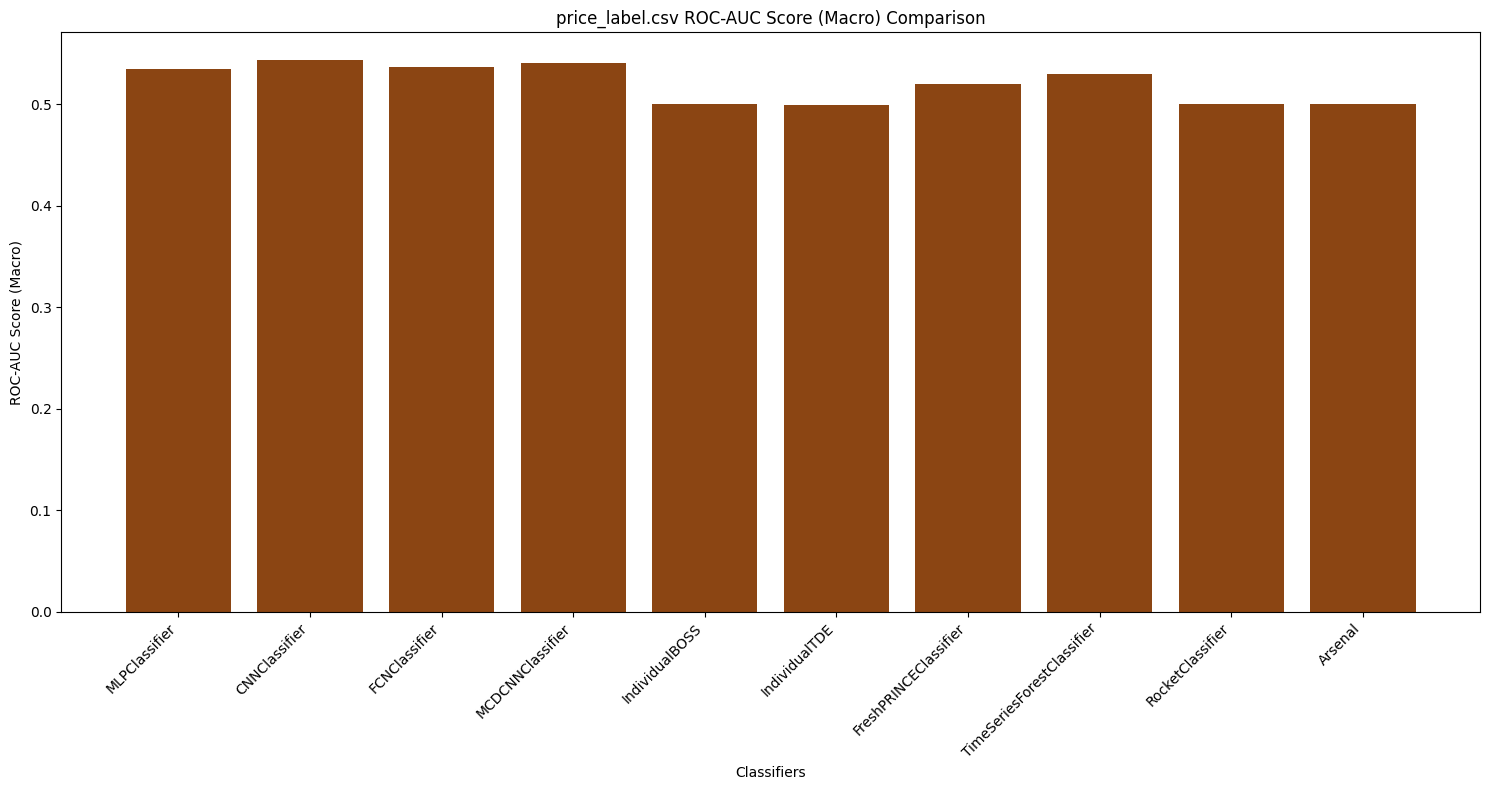 price_label.csv ROC-AUC Score (Macro) Comparison
ROC-AUC Score (Macro)
0.5
0.4
0.3
0.2
0.1
0.0
MLPClassifier
CNNClassifier
FCNClassifier
MCDCNNClassifier
IndividualBOSS
IndividualTDE
FreshPRINCEClassifier
TimeSeriesForestClassifier
RocketClassifier
Arsenal
Classifiers